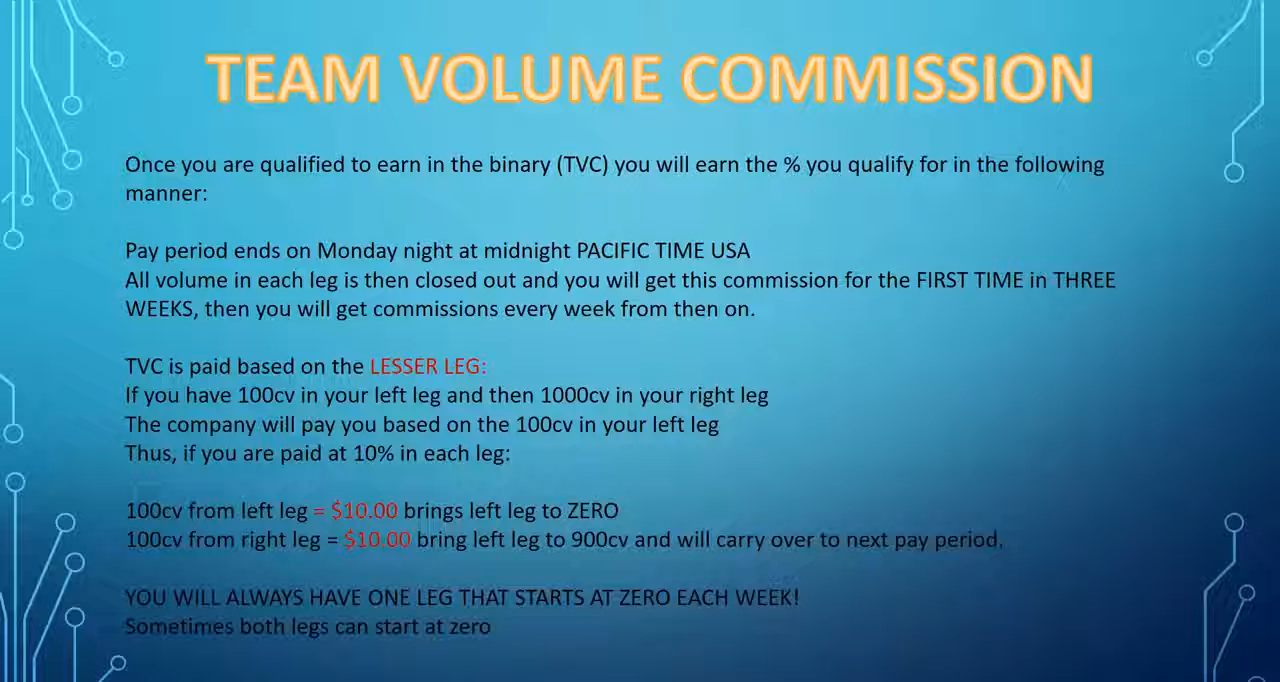 TEAM VOLUME COMMISSION
Once you are qualified to earn in the binary (TVC) you will earn the % you qualify for in the following
manner:
Pay period ends on Monday night at midnight PACIFIC TIME USA
All volume in each leg is then closed out and you will get this commission for the FIRST TIME in THREE
WEEKS, then you will get commissions every week from then on.
TVC is paid based on the LESSER LEG:
If you have 100cv in your left leg and then 1000cv in your right leg
The company will pay you based on the 100cv in your left leg
Thus, if you are paid at 10% in each leg:
100cv from left leg = $10.00 brings left leg to ZERO
100cv from right leg = $10.00 bring left leg to 900cv and will carry over to next pay period.
YOU WILL ALWAYS HAVE ONE LEG THAT STARTS AT ZERO EACH WEEK!
Sometimes both legs can start at zero